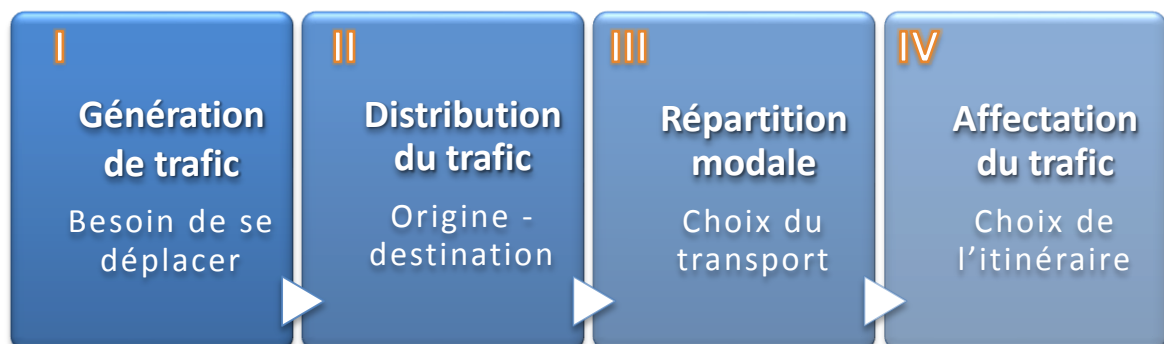 I
Génération
de trafic
Besoin de se
déplacer
II
Distribution
du trafic
Origine -
destination
III
Répartition
modale
Choix du
transport
IV
Affectation
du trafic
Choix de
l’itinéraire